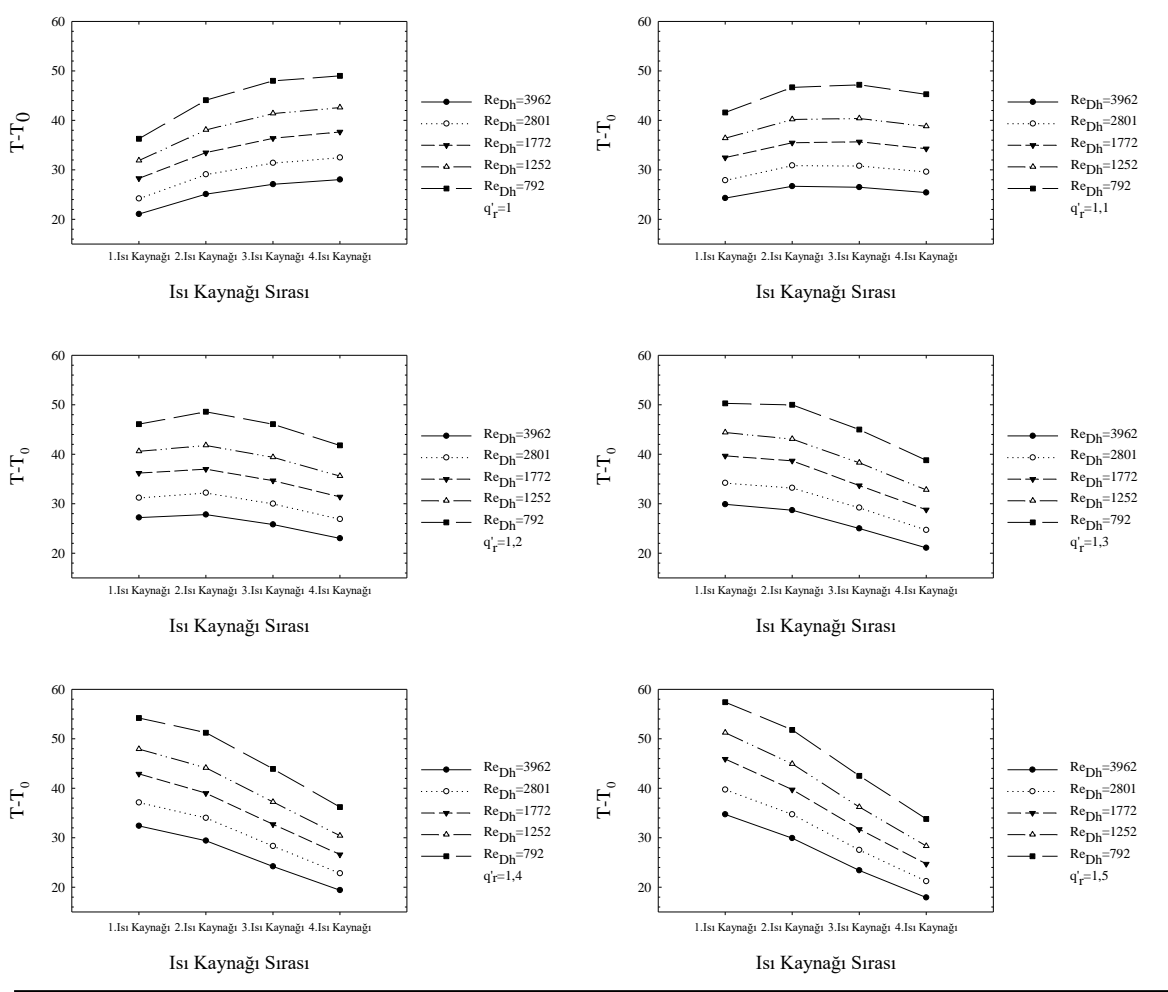 60
50
40
30
20
T-T0
1.Isı Kaynağı 2.Isı Kaynağı 3.Isı Kaynağı 4.Isı Kaynağı
Isı Kaynağı Sırası
ReDh=3962
ReDh=2801
ReDh=1772
ReDh=1252
ReDh=792
q'r=1
60
50
40
30
20
T-T0
1.Isı Kaynağı 2.Isı Kaynağı 3.Isı Kaynağı 4.Isı Kaynağı
Isı Kaynağı Sırası
ReDh=3962
ReDh=2801
ReDh=1772
ReDh=1252
ReDh=792
q'r=1,1
60
50
40
30
20
T-T0
1.Isı Kaynağı 2.Isı Kaynağı 3.Isı Kaynağı 4.Isı Kaynağı
Isı Kaynağı Sırası
ReDh=3962
ReDh=2801
ReDh=1772
ReDh=1252
ReDh=792
q'r=1,2
60
50
40
30
20
T-T0
1.Isı Kaynağı 2.Isı Kaynağı 3.Isı Kaynağı 4.Isı Kaynağı
Isı Kaynağı Sırası
ReDh=3962
ReDh=2801
ReDh=1772
ReDh=1252
ReDh=792
q'r=1,3
60
50
40
30
20
T-T0
1.Isı Kaynağı 2.Isı Kaynağı 3.Isı Kaynağı 4.Isı Kaynağı
Isı Kaynağı Sırası
ReDh=3962
ReDh=2801
ReDh=1772
ReDh=1252
ReDh=792
q'r=1,4
60
50
40
30
20
T-T0
1.Isı Kaynağı 2.Isı Kaynağı 3.Isı Kaynağı 4.Isı Kaynağı
Isı Kaynağı Sırası
ReDh=3962
ReDh=2801
ReDh=1772
ReDh=1252
ReDh=792
q'r=1,5